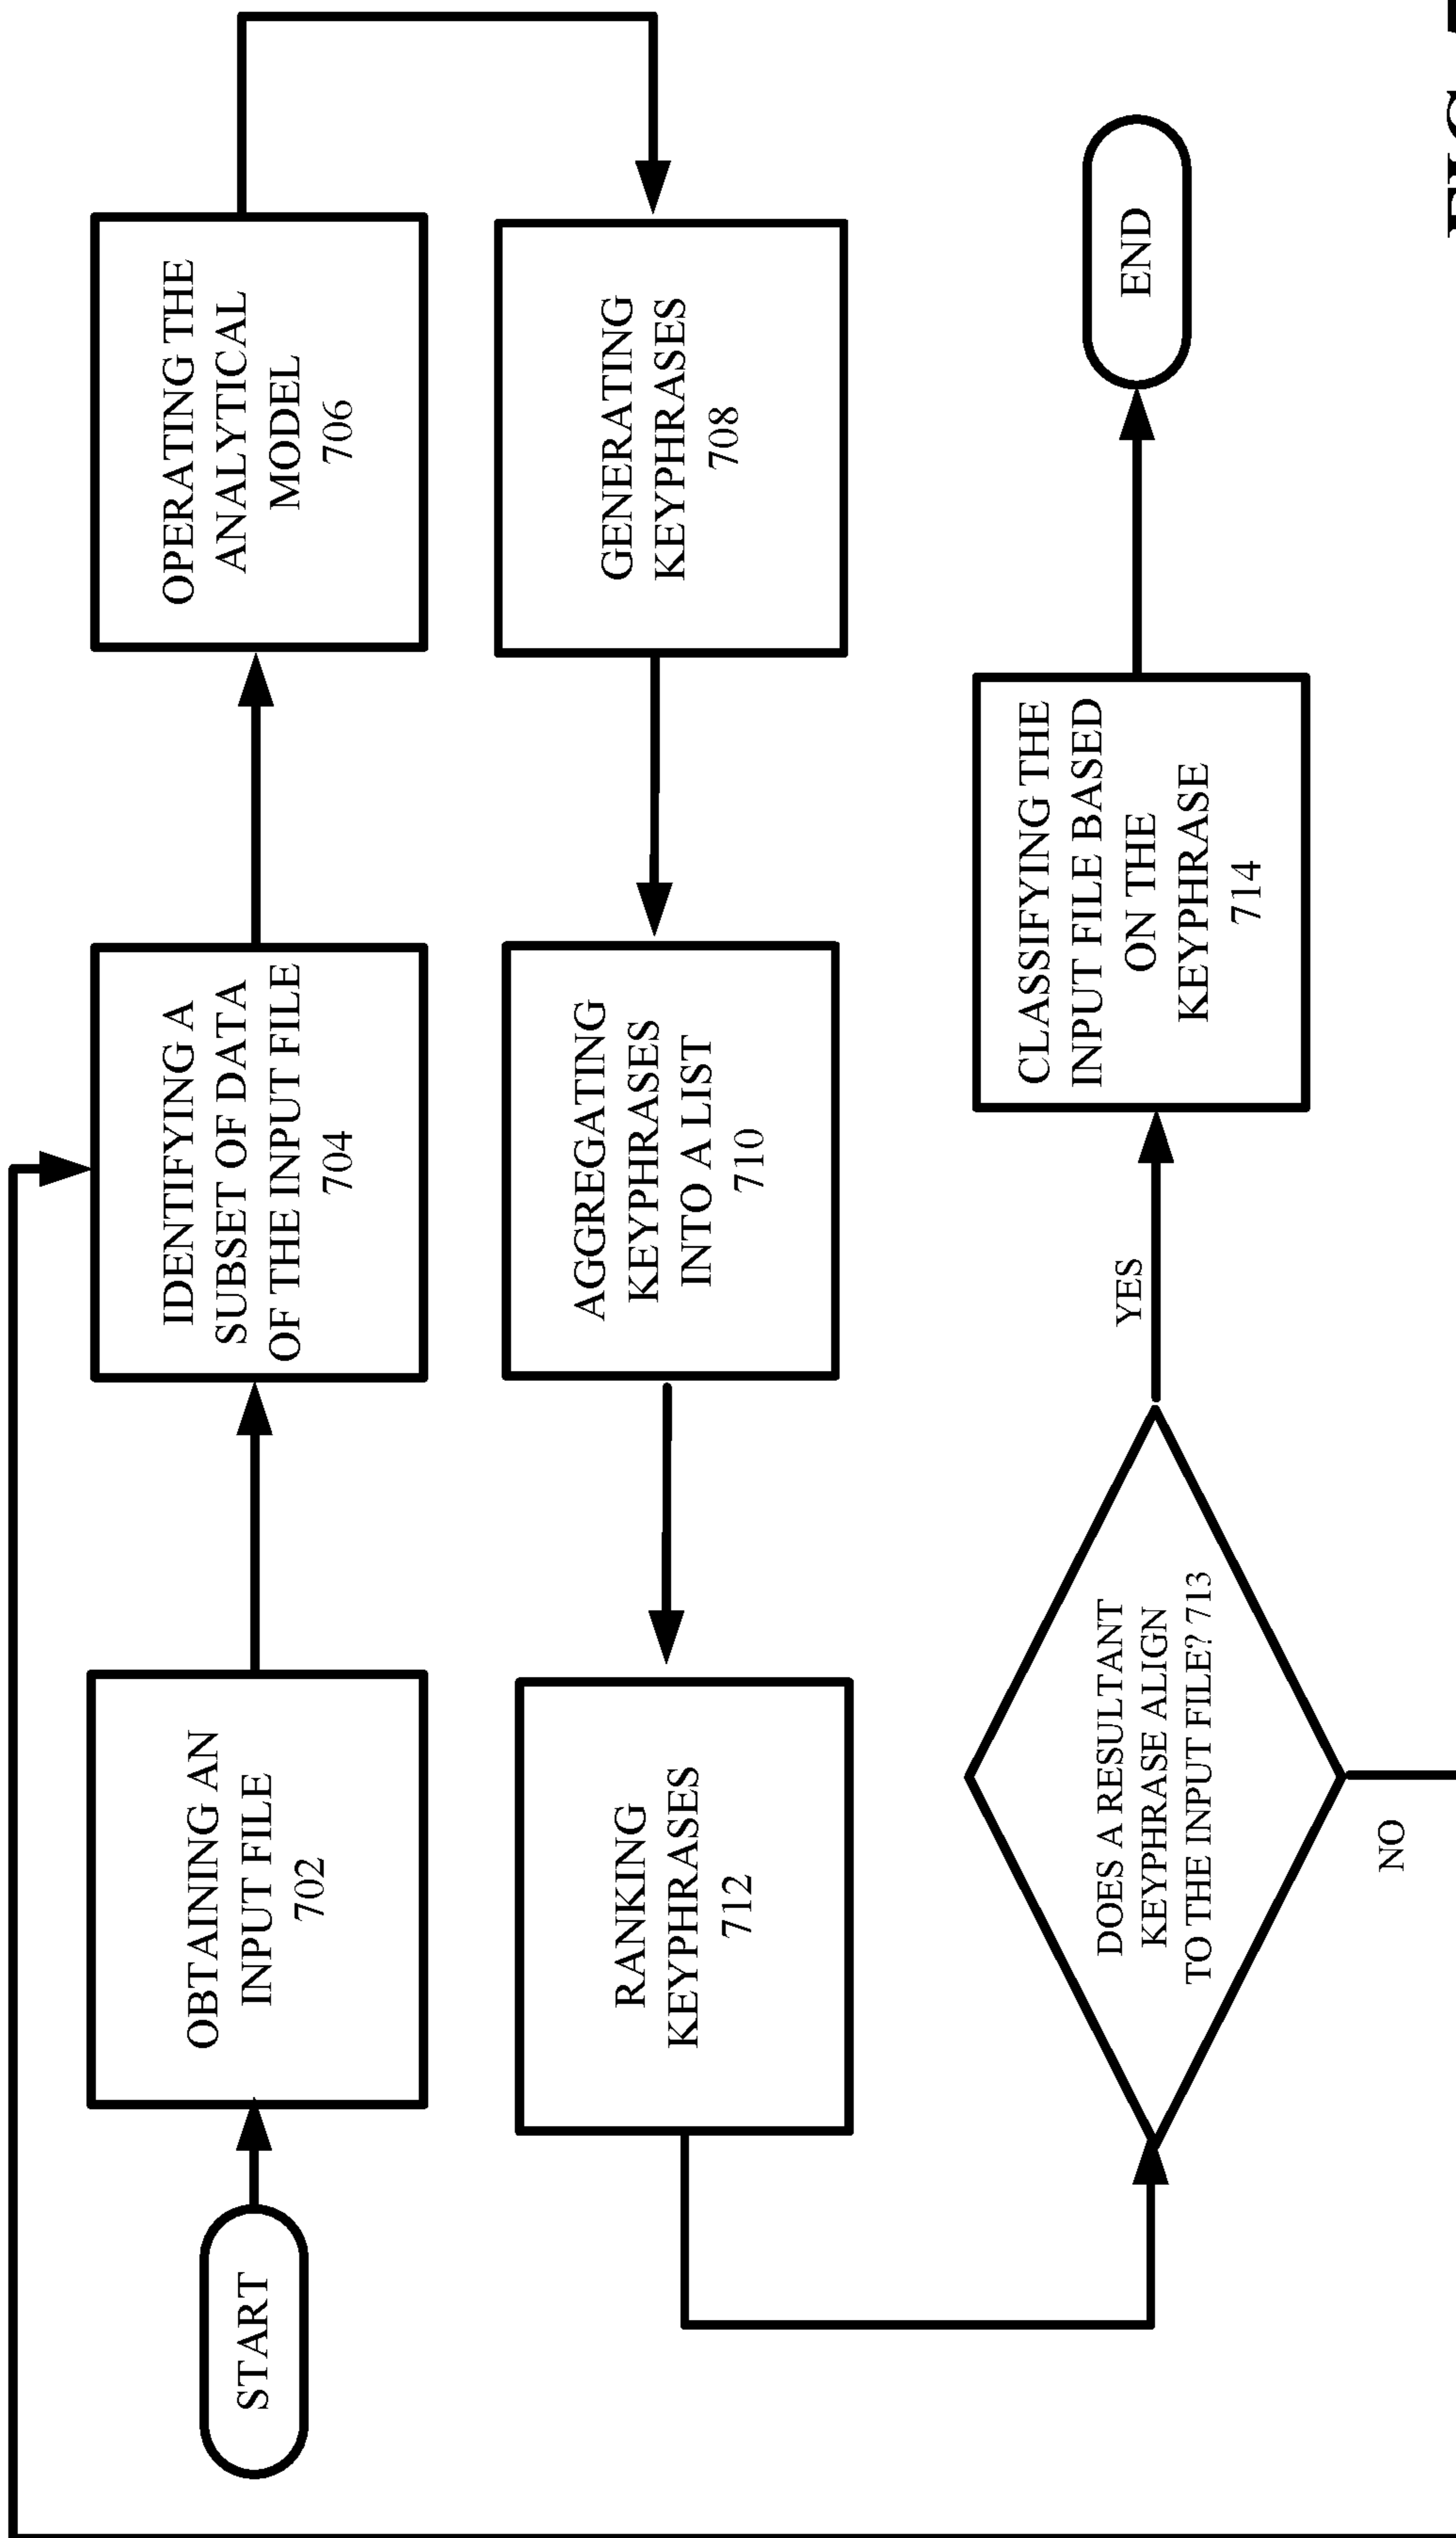 START
OBTAINING AN
INPUT FILE
702
IDENTIFYING A
SUBSET OF DATA
OF THE INPUT FILE
704
OPERATING THE
ANALYTICAL
MODEL
706
GENERATING
KEYPHRASES
708
AGGREGATING
KEYPHRASES
INTO A LIST
710
RANKING
KEYPHRASES
712
DOES A RESULTANT
KEYPHRASE ALIGN
TO THE INPUT FILE? 713
YES
NO
CLASSIFYING THE
INPUT FILE BASED
ON THE
KEYPHRASE
714
END